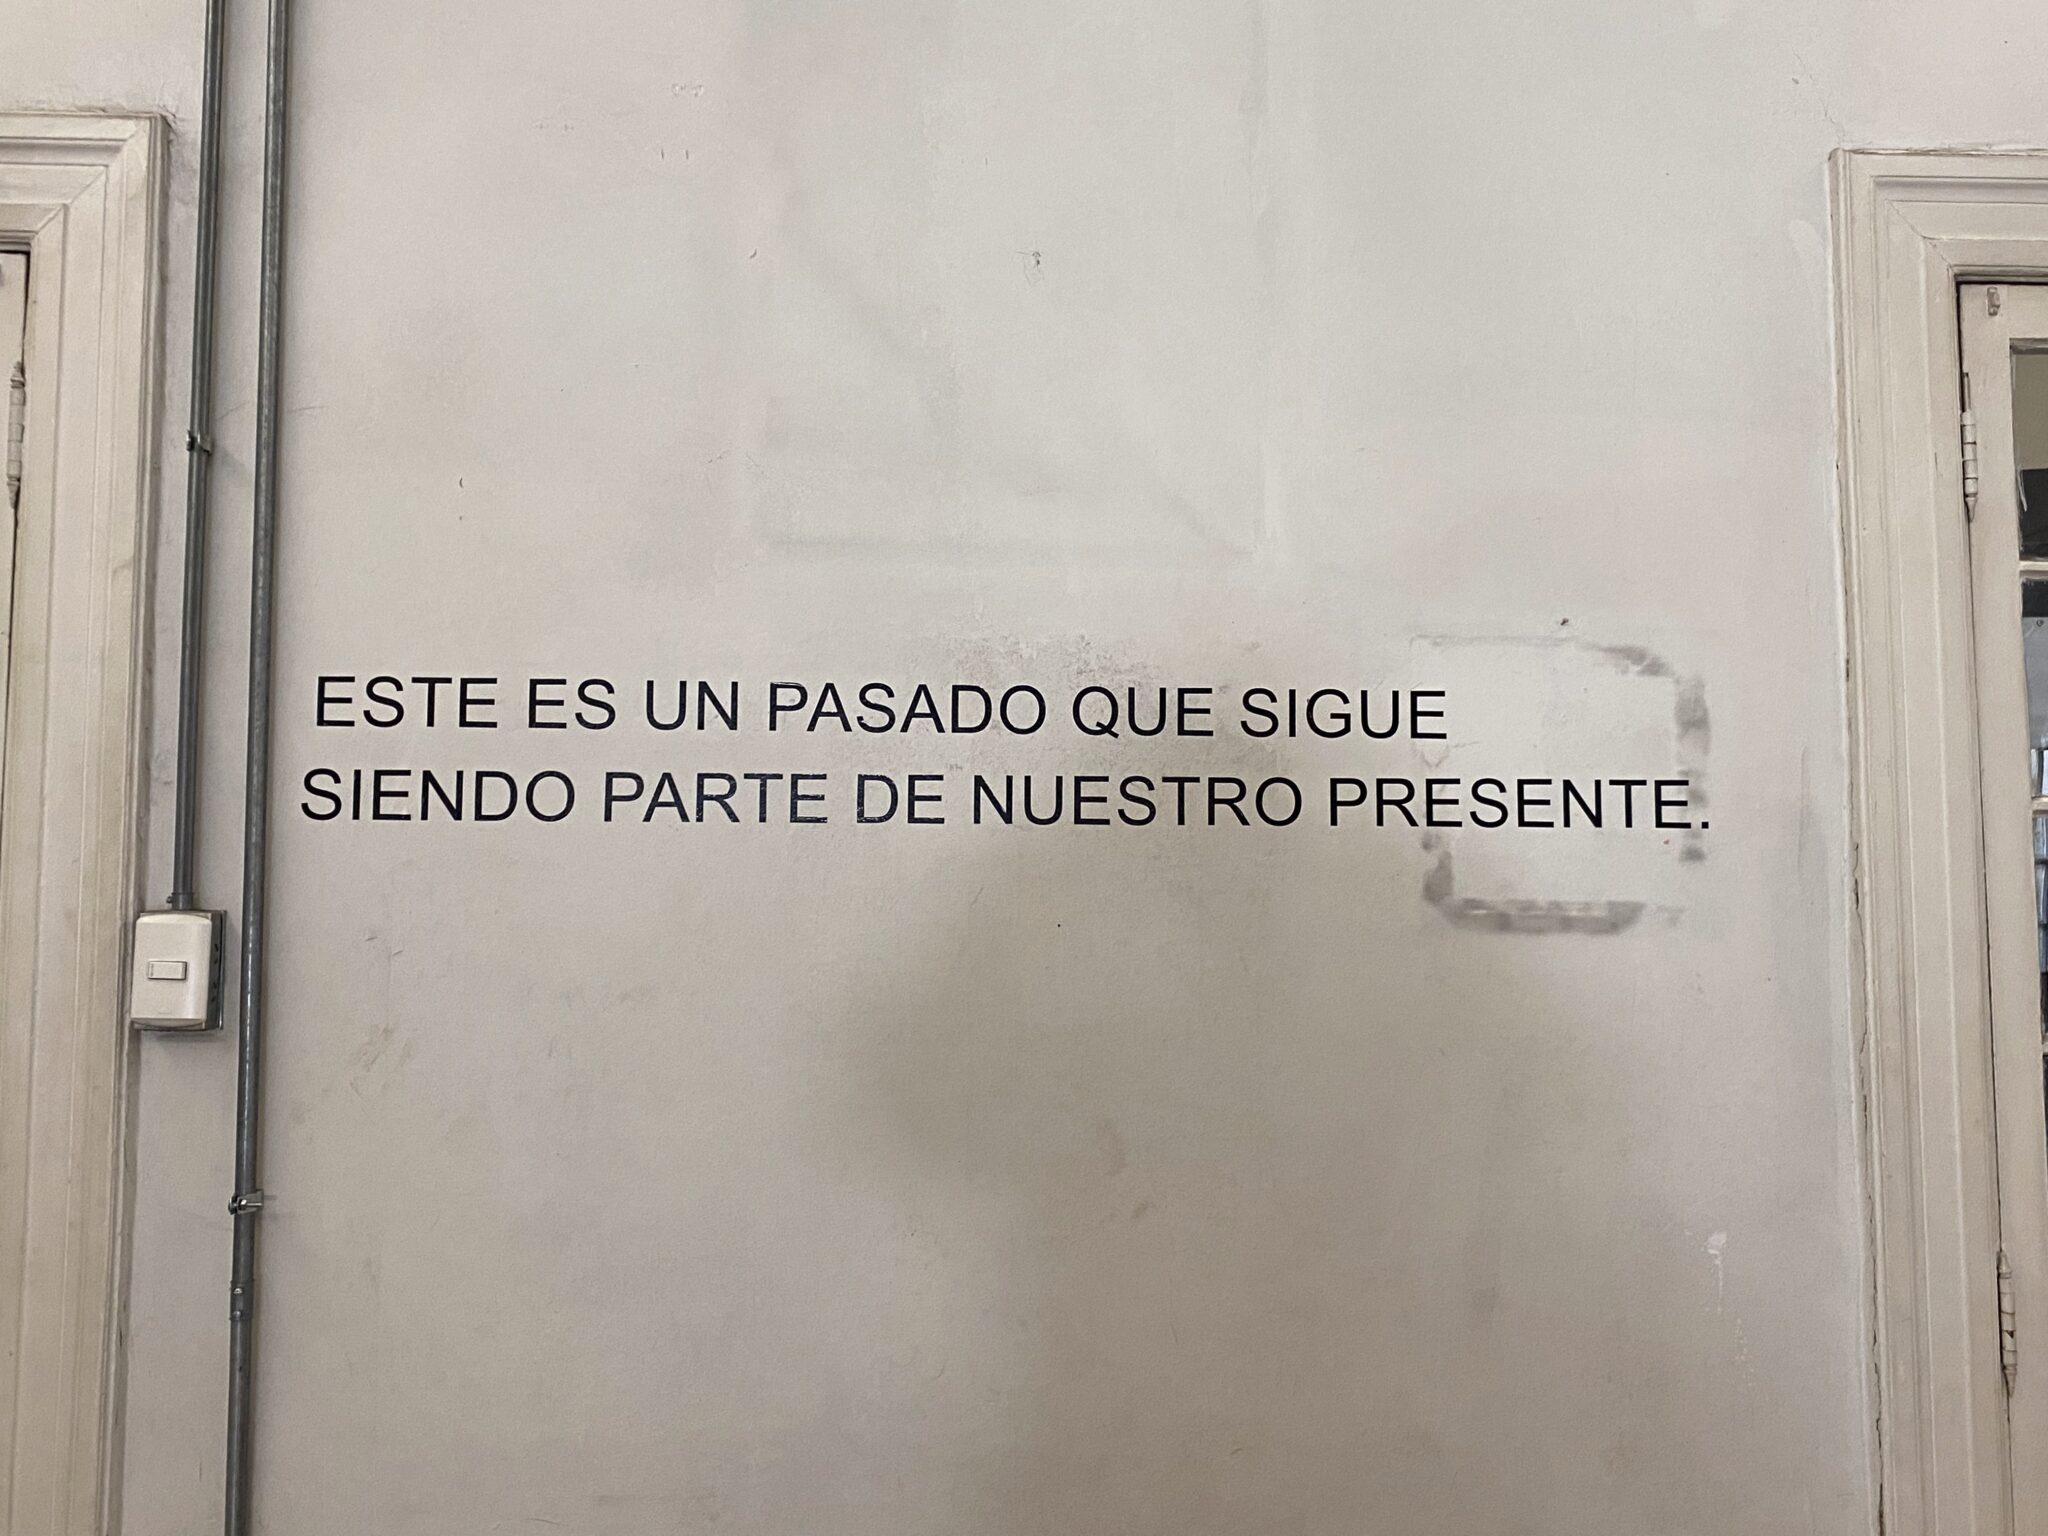 ESTE ES UN PASADO QUE SIGUE
SIENDO PARTE DE NUESTRO PRESENTE.